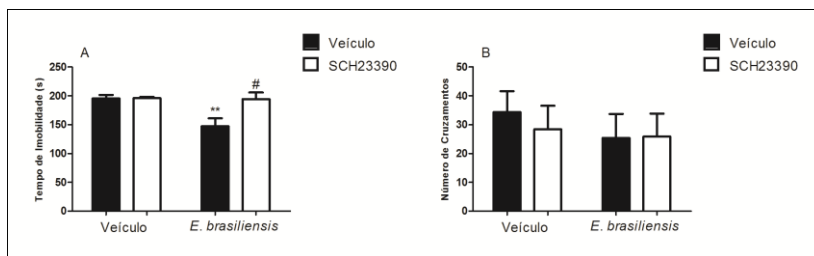 A
Veículo
SCH23390
Tempo de Imobilidade (s)
250
200
150
100
50
0
**
#
Veículo
E. brasiliensis
B
Veículo
SCH23390
Número de Cruzamentos
50
40
30
20
10
0
Veículo
E. brasiliensis